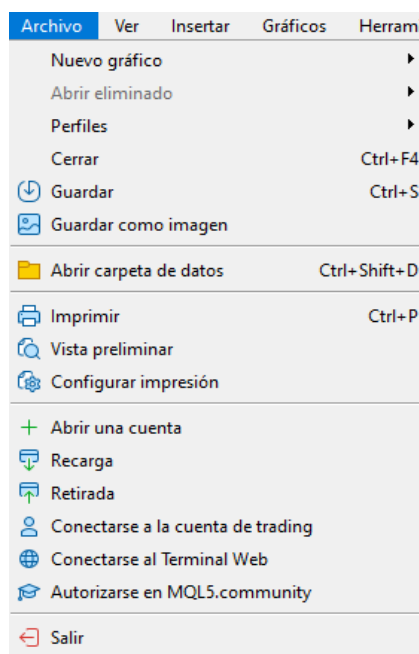 Archivo Ver Insertar Gráficos Herram
Nuevo gráfico
Abrir eliminado
Perfiles
Cerrar Ctrl+F4
Guardar Ctrl+S
Guardar como imagen
Abrir carpeta de datos Ctrl+Shift+D
Imprimir Ctrl+P
Vista preliminar
Configurar impresión
Abrir una cuenta
Recarga
Retirada
Conectarse a la cuenta de trading
Conectarse al Terminal Web
Autorizarse en MQL5.community
Salir